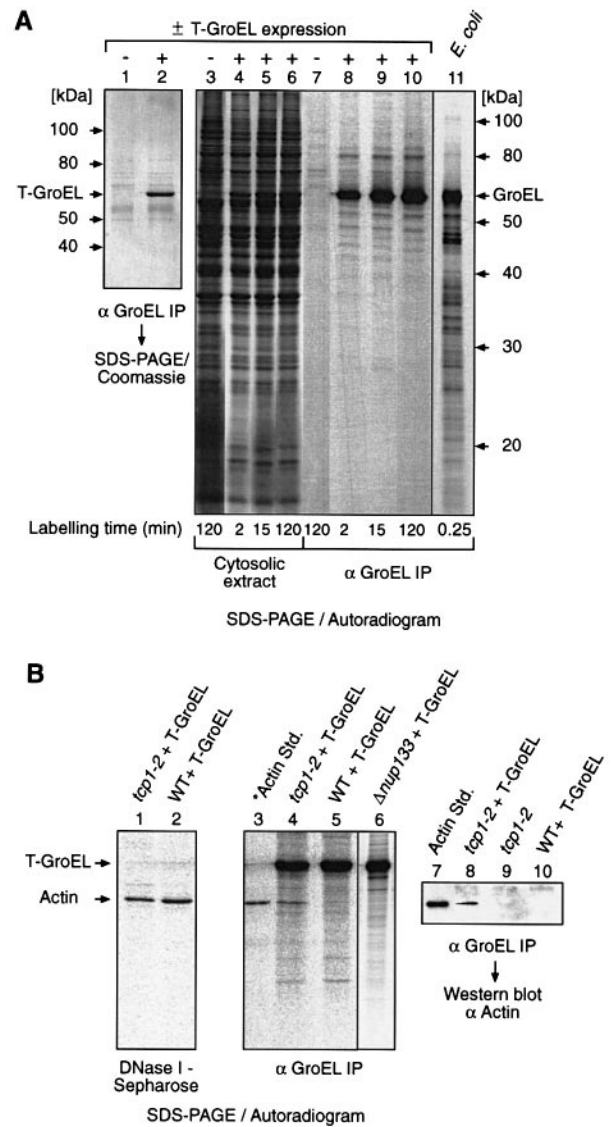 A
± T-GroEL expression
E. coli
- + - + + + - + + +
1 2 3 4 5 6 7 8 9 10 11
[kDa] [kDa]
100 100
80 80
T-GroEL GroEL
50 50
40 40
30
20
α GroEL IP
SDS-PAGE/
Coomassie
Labelling time (min) 120 2 15 120 120 2 15 120 0.25
Cytosolic
extract
α GroEL IP
SDS-PAGE / Autoradiogram
B
tcp1-2 + T-GroEL
WT + T-GroEL
*Actin Std.
tcp1-2 + T-GroEL
WT + T-GroEL
Δnup133 + T-GroEL
Actin Std.
tcp1-2 + T-GroEL
tcp1-2
WT + T-GroEL
1 2 3 4 5 6 7 8 9 10
T-GroEL
Actin
DNase I -
Sepharose
α GroEL IP
SDS-PAGE / Autoradiogram
α GroEL IP
Western blot
α Actin